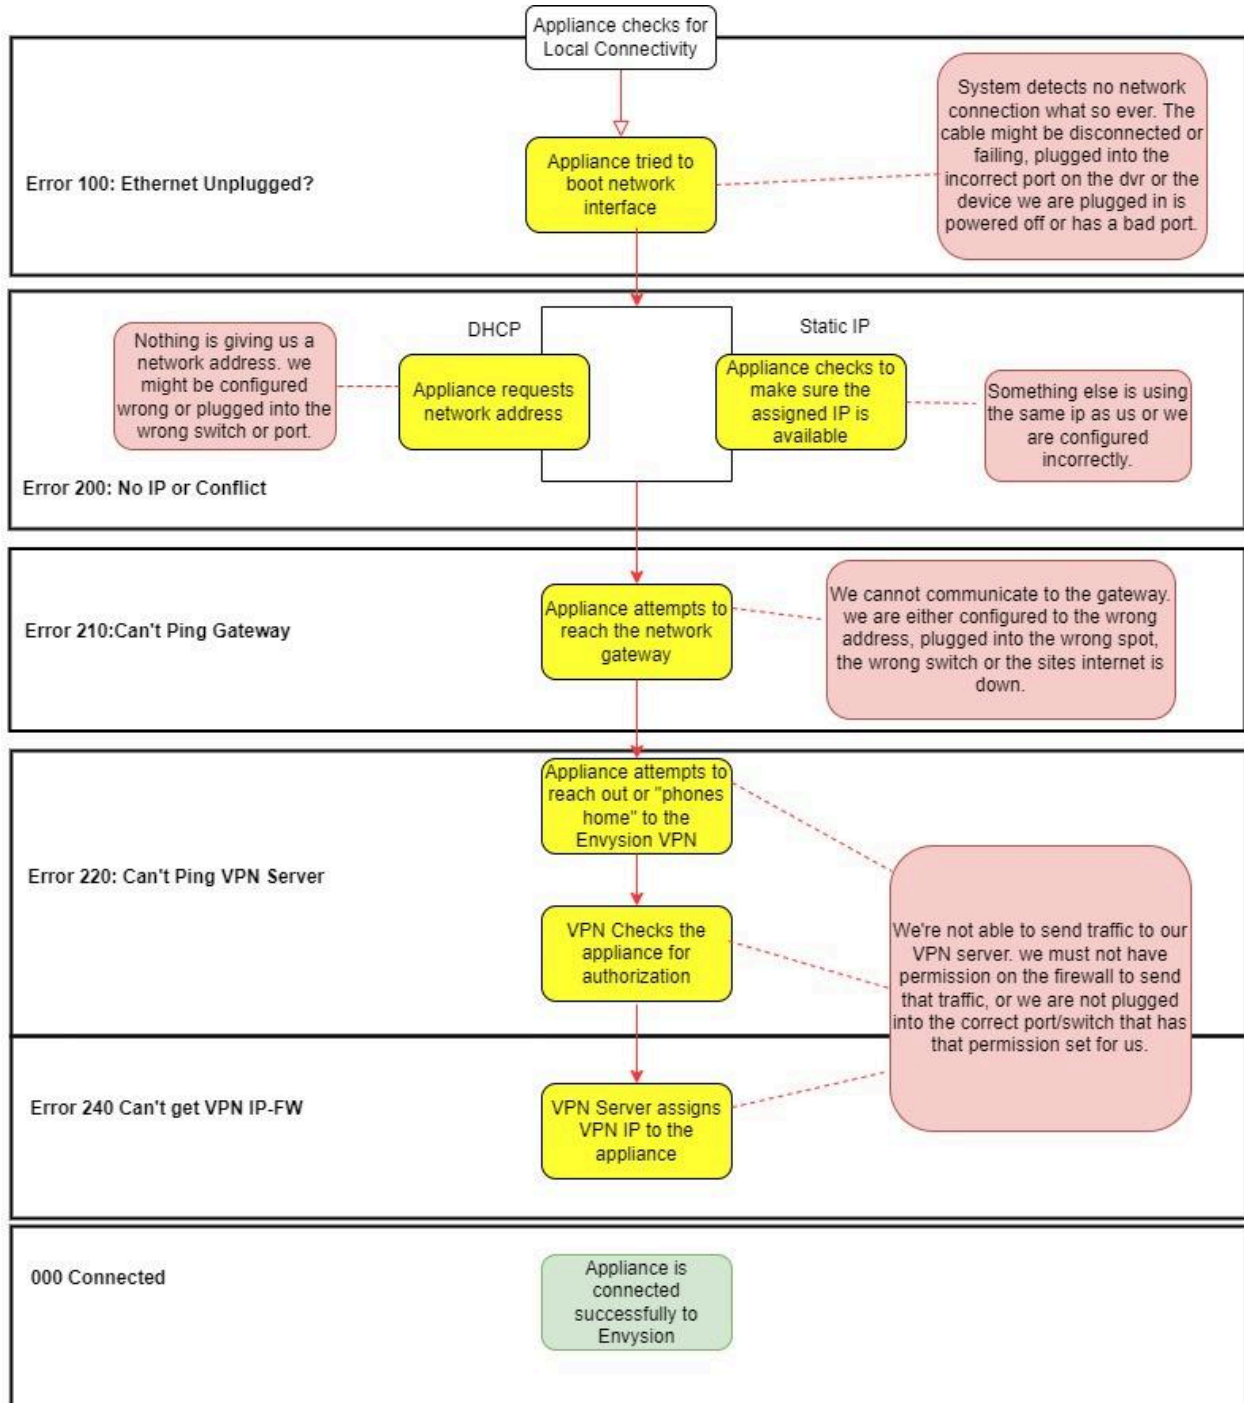 Appliance checks for
Local Connectivity
System detects no network
connection what so ever. The
cable might be disconnected or
failing, plugged into the
incorrect port on the dvr or the
device we are plugged in is
powered off or has a bad port.
Appliance tried to
boot network
interface
Error 100: Ethernet Unplugged?
DHCP
Static IP
Nothing is giving us a
network address. we
might be configured
wrong or plugged into the
wrong switch or port.
Appliance requests
network address
Appliance checks to
make sure the
assigned IP is
available
Something else is using
the same ip as us or we
are configured
incorrectly.
Error 200: No IP or Conflict
Error 210:Can't Ping Gateway
Appliance attempts to
reach the network
gateway
We cannot communicate to the gateway.
we are either configured to the wrong
address, plugged into the wrong spot,
the wrong switch or the sites internet is
down.
Appliance attempts to
reach out or "phones
home" to the
Envysion VPN
Error 220: Can't Ping VPN Server
VPN Checks the
appliance for
authorization
We're not able to send traffic to our
VPN server. we must not have
permission on the firewall to send
that traffic, or we are not plugged
into the correct port/switch that has
that permission set for us.
Error 240 Can't get VPN IP-FW
VPN Server assigns
VPN IP to the
appliance
000 Connected
Appliance is
connected
successfully to
Envysion